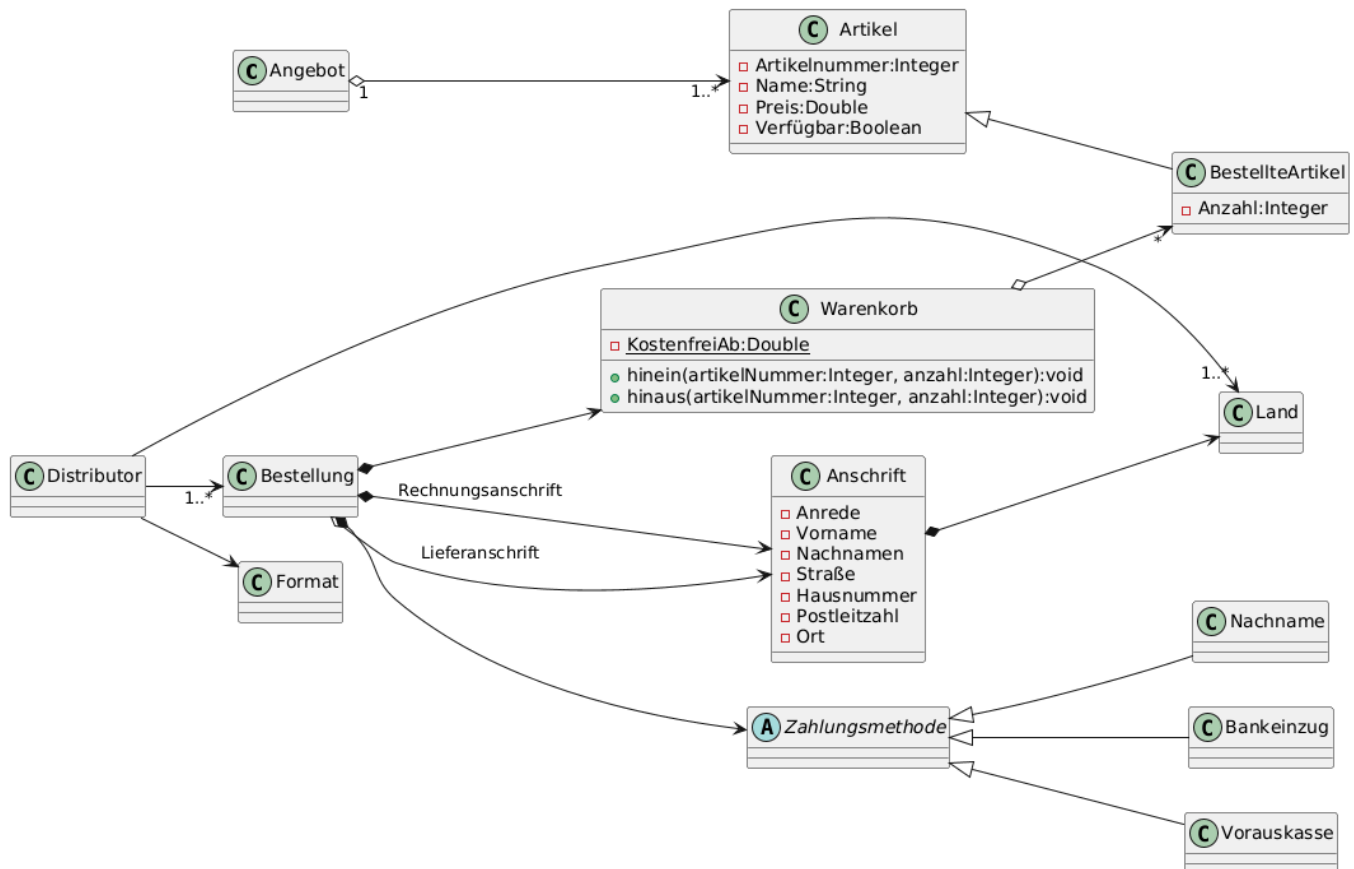 C Angebot
1
1..*
C Artikel
Artikelnummer:Integer
Name:String
Preis:Double
Verfügbar:Boolean
C BestellteArtikel
Anzahl:Integer
*
C Warenkorb
KostenfreiAb:Double
hinein(artikelNummer:Integer, anzahl:Integer):void
hinaus(artikelNummer:Integer, anzahl:Integer):void
1..*
C Land
C Distributor
1..*
C Bestellung
Rechnungsanschrift
Lieferanschrift
C Anschrift
Anrede
Vorname
Nachnamen
Straße
Hausnummer
Postleitzahl
Ort
C Format
C Nachname
A Zahlungsmethode
C Bankeinzug
C Vorauskasse